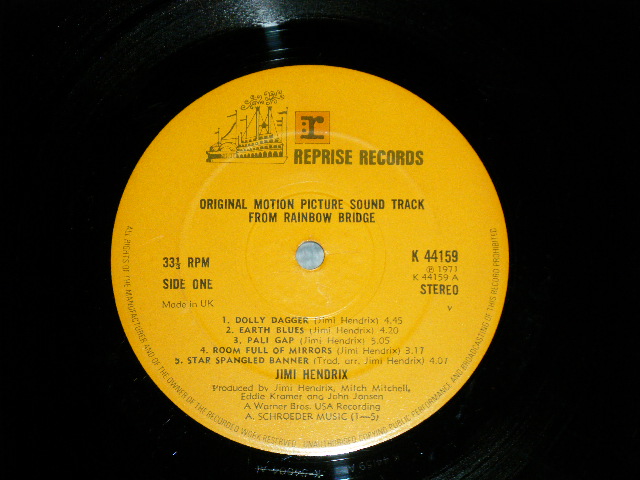 r
REPRISE RECORDS
ORIGINAL MOTION PICTURE SOUND TRACK
FROM RAINBOW BRIDGE
33⅓ RPM
SIDE ONE
Made in UK
K 44159
℗ 1971
K 44159 A
STEREO
V
1. DOLLY DAGGER (Jimi Hendrix) 4.45
2. EARTH BLUES (Jimi Hendrix) 4.20
3. PALI GAP (Jimi Hendrix) 5.05
4. ROOM FULL OF MIRRORS (Jimi Hendrix) 3.17
5. STAR SPANGLED BANNER (Trad. arr. Jimi Hendrix) 4.07
JIMI HENDRIX
Produced by Jimi Hendrix, Mitch Mitchell,
Eddie Kramer and John Jansen
A Warner Bros. USA Recording
A. SCHROEDER MUSIC (1—5)
ALL RIGHTS OF THE MANUFACTURER AND OF THE OWNER OF THE RECORDED WORK RESERVED. UNAUTHORISED COPYING, PUBLIC PERFORMANCE, AND BROADCASTING OF THIS RECORD PROHIBITED